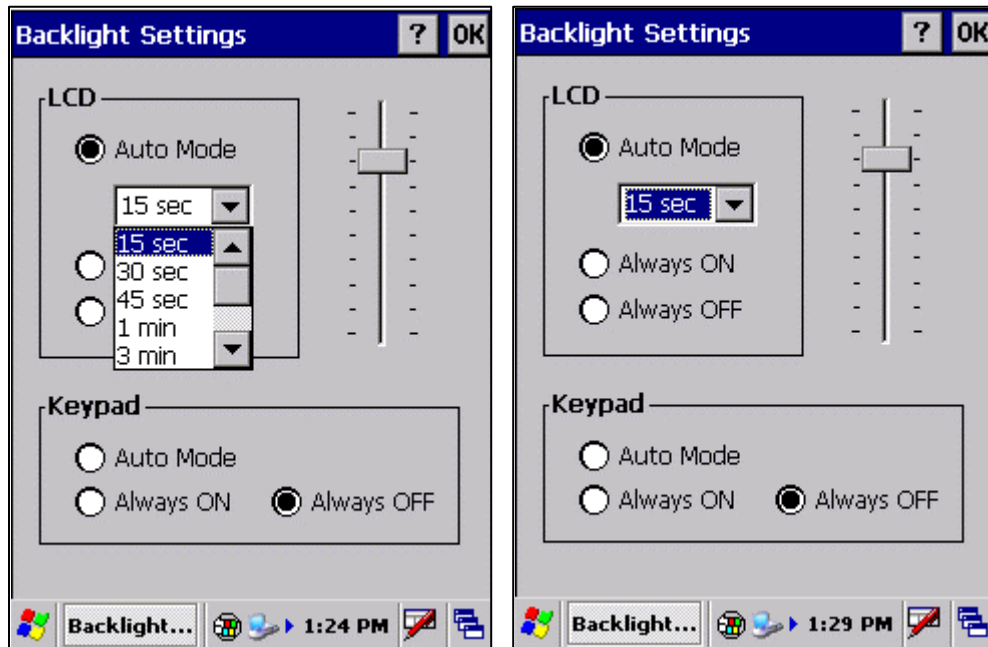 Backlight Settings ? OK
LCD
Auto Mode
15 sec
15 sec
30 sec
45 sec
1 min
3 min
Keypad
Auto Mode
Always ON Always OFF
Backlight... 1:24 PM
Backlight Settings ? OK
LCD
Auto Mode
15 sec
Always ON
Always OFF
Keypad
Auto Mode
Always ON Always OFF
Backlight... 1:29 PM